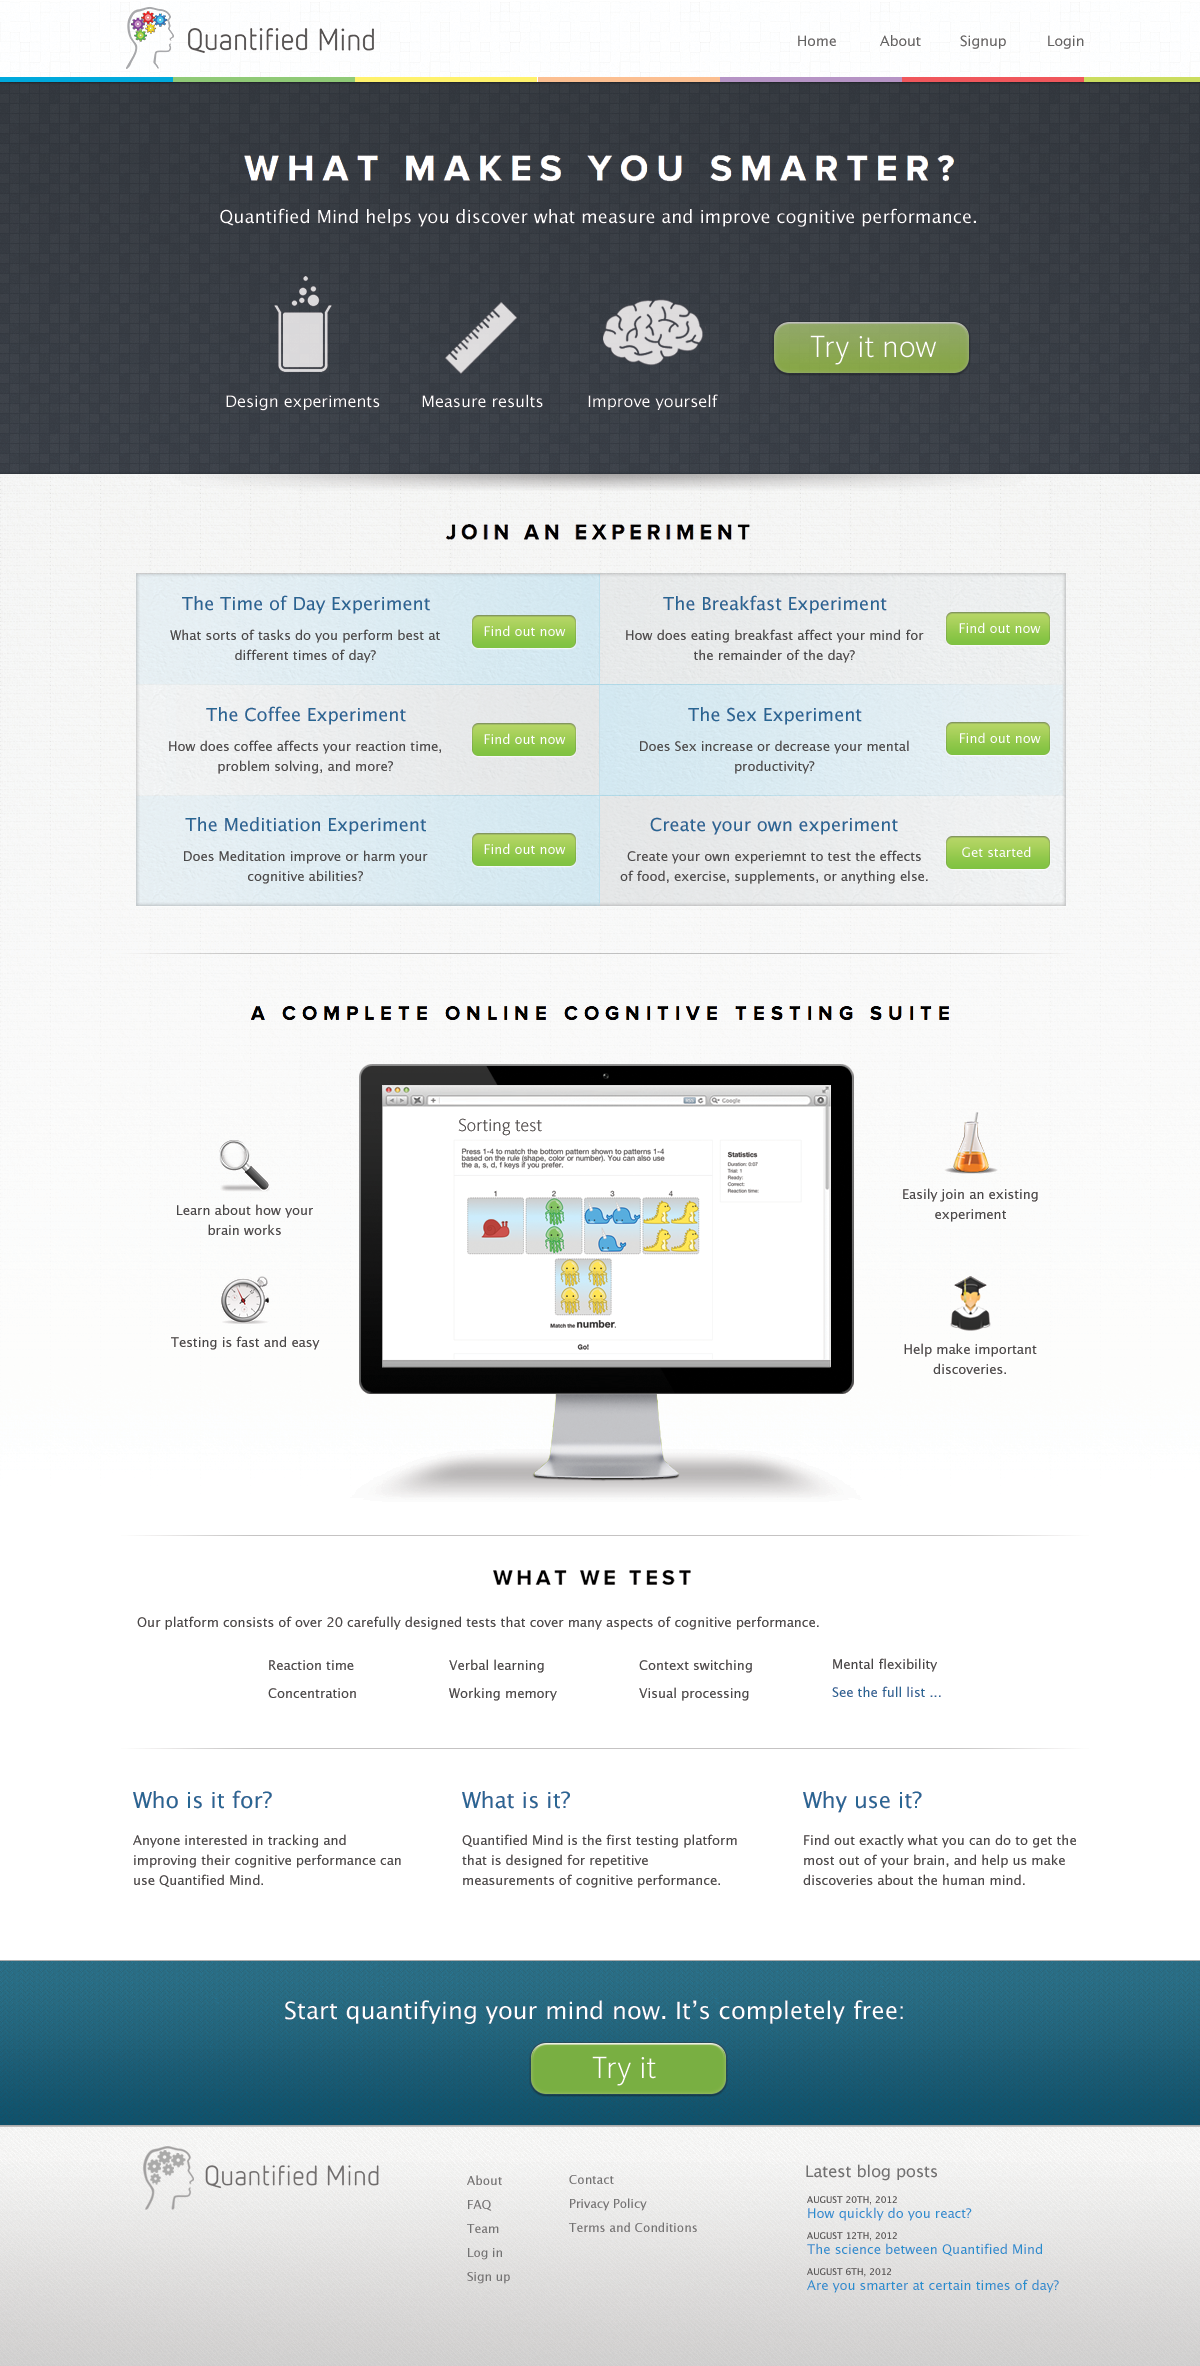 Quantified Mind
Home About Signup Login
WHAT MAKES YOU SMARTER?
Quantified Mind helps you discover what measure and improve cognitive performance.
Design experiments Measure results Improve yourself
Try it now
JOIN AN EXPERIMENT
The Time of Day Experiment
What sorts of tasks do you perform best at
different times of day?
Find out now
The Breakfast Experiment
How does eating breakfast affect your mind for
the remainder of the day?
Find out now
The Coffee Experiment
How does coffee affects your reaction time,
problem solving, and more?
Find out now
The Sex Experiment
Does Sex increase or decrease your mental
productivity?
Find out now
The Meditiation Experiment
Does Meditation improve or harm your
cognitive abilities?
Find out now
Create your own experiment
Create your own experiemnt to test the effects
of food, exercise, supplements, or anything else.
Get started
A COMPLETE ONLINE COGNITIVE TESTING SUITE
Learn about how your
brain works
Testing is fast and easy
Google
Sorting test
Press 1-4 to match the bottom pattern shown to patterns 1-4
based on the rule (shape, color or number). You can also use
the a, s, d, f keys if you prefer.
1 2 3 4
Match the number.
Go!
Statistics
Duration: 0:07
Trial: 1
Ready:
Correct:
Reaction time:
Easily join an existing
experiment
Help make important
discoveries.
WHAT WE TEST
Our platform consists of over 20 carefully designed tests that cover many aspects of cognitive performance.
Reaction time Verbal learning Context switching Mental flexibility
Concentration Working memory Visual processing See the full list ...
Who is it for?
Anyone interested in tracking and
improving their cognitive performance can
use Quantified Mind.
What is it?
Quantified Mind is the first testing platform
that is designed for repetitive
measurements of cognitive performance.
Why use it?
Find out exactly what you can do to get the
most out of your brain, and help us make
discoveries about the human mind.
Start quantifying your mind now. It's completely free:
Try it
Quantified Mind
About
FAQ
Team
Log in
Sign up
Contact
Privacy Policy
Terms and Conditions
Latest blog posts
AUGUST 20TH, 2012
How quickly do you react?
AUGUST 12TH, 2012
The science between Quantified Mind
AUGUST 6TH, 2012
Are you smarter at certain times of day?